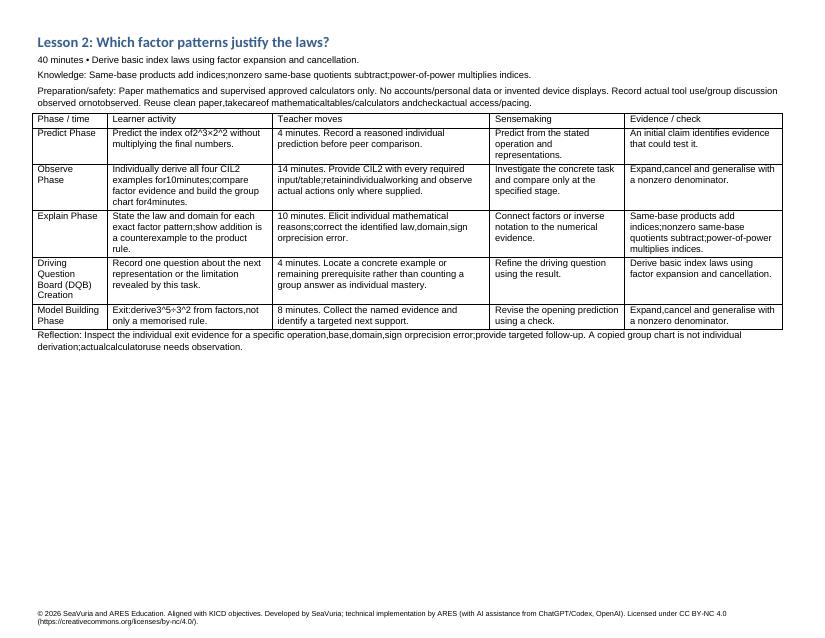 Lesson 2: Which factor patterns justify the laws?
40 minutes • Derive basic index laws using factor expansion and cancellation.
Knowledge: Same-base products add indices;nonzero same-base quotients subtract;power-of-power multiplies indices.
Preparation/safety: Paper mathematics and supervised approved calculators only. No accounts/personal data or invented device displays. Record actual tool use/group discussion
observed ornotobserved. Reuse clean paper,takecareof mathematicaltables/calculators andcheckactual access/pacing.
Phase / time
Learner activity
Teacher moves
Sensemaking
Evidence / check
Predict Phase
Predict the index of2^3×2^2 without
multiplying the final numbers.
4 minutes. Record a reasoned individual
prediction before peer comparison.
Predict from the stated
operation and
representations.
An initial claim identifies evidence
that could test it.
Observe
Phase
Individually derive all four CIL2
examples for10minutes;compare
factor evidence and build the group
chart for4minutes.
14 minutes. Provide CIL2 with every required
input/table;retainindividualworking and observe
actual actions only where supplied.
Investigate the concrete task
and compare only at the
specified stage.
Expand,cancel and generalise with
a nonzero denominator.
Explain Phase
State the law and domain for each
exact factor pattern;show addition is
a counterexample to the product
rule.
10 minutes. Elicit individual mathematical
reasons;correct the identified law,domain,sign
orprecision error.
Connect factors or inverse
notation to the numerical
evidence.
Same-base products add
indices;nonzero same-base
quotients subtract;power-of-power
multiplies indices.
Driving
Question
Board (DQB)
Creation
Record one question about the next
representation or the limitation
revealed by this task.
4 minutes. Locate a concrete example or
remaining prerequisite rather than counting a
group answer as individual mastery.
Refine the driving question
using the result.
Derive basic index laws using
factor expansion and cancellation.
Model Building
Phase
Exit:derive3^5÷3^2 from factors,not
only a memorised rule.
8 minutes. Collect the named evidence and
identify a targeted next support.
Revise the opening prediction
using a check.
Expand,cancel and generalise with
a nonzero denominator.
Reflection: Inspect the individual exit evidence for a specific operation,base,domain,sign orprecision error;provide targeted follow-up. A copied group chart is not individual
derivation;actualcalculatoruse needs observation.
© 2026 SeaVuria and ARES Education. Aligned with KICD objectives. Developed by SeaVuria; technical implementation by ARES (with AI assistance from ChatGPT/Codex, OpenAI). Licensed under CC BY-NC 4.0
(https://creativecommons.org/licenses/by-nc/4.0/).